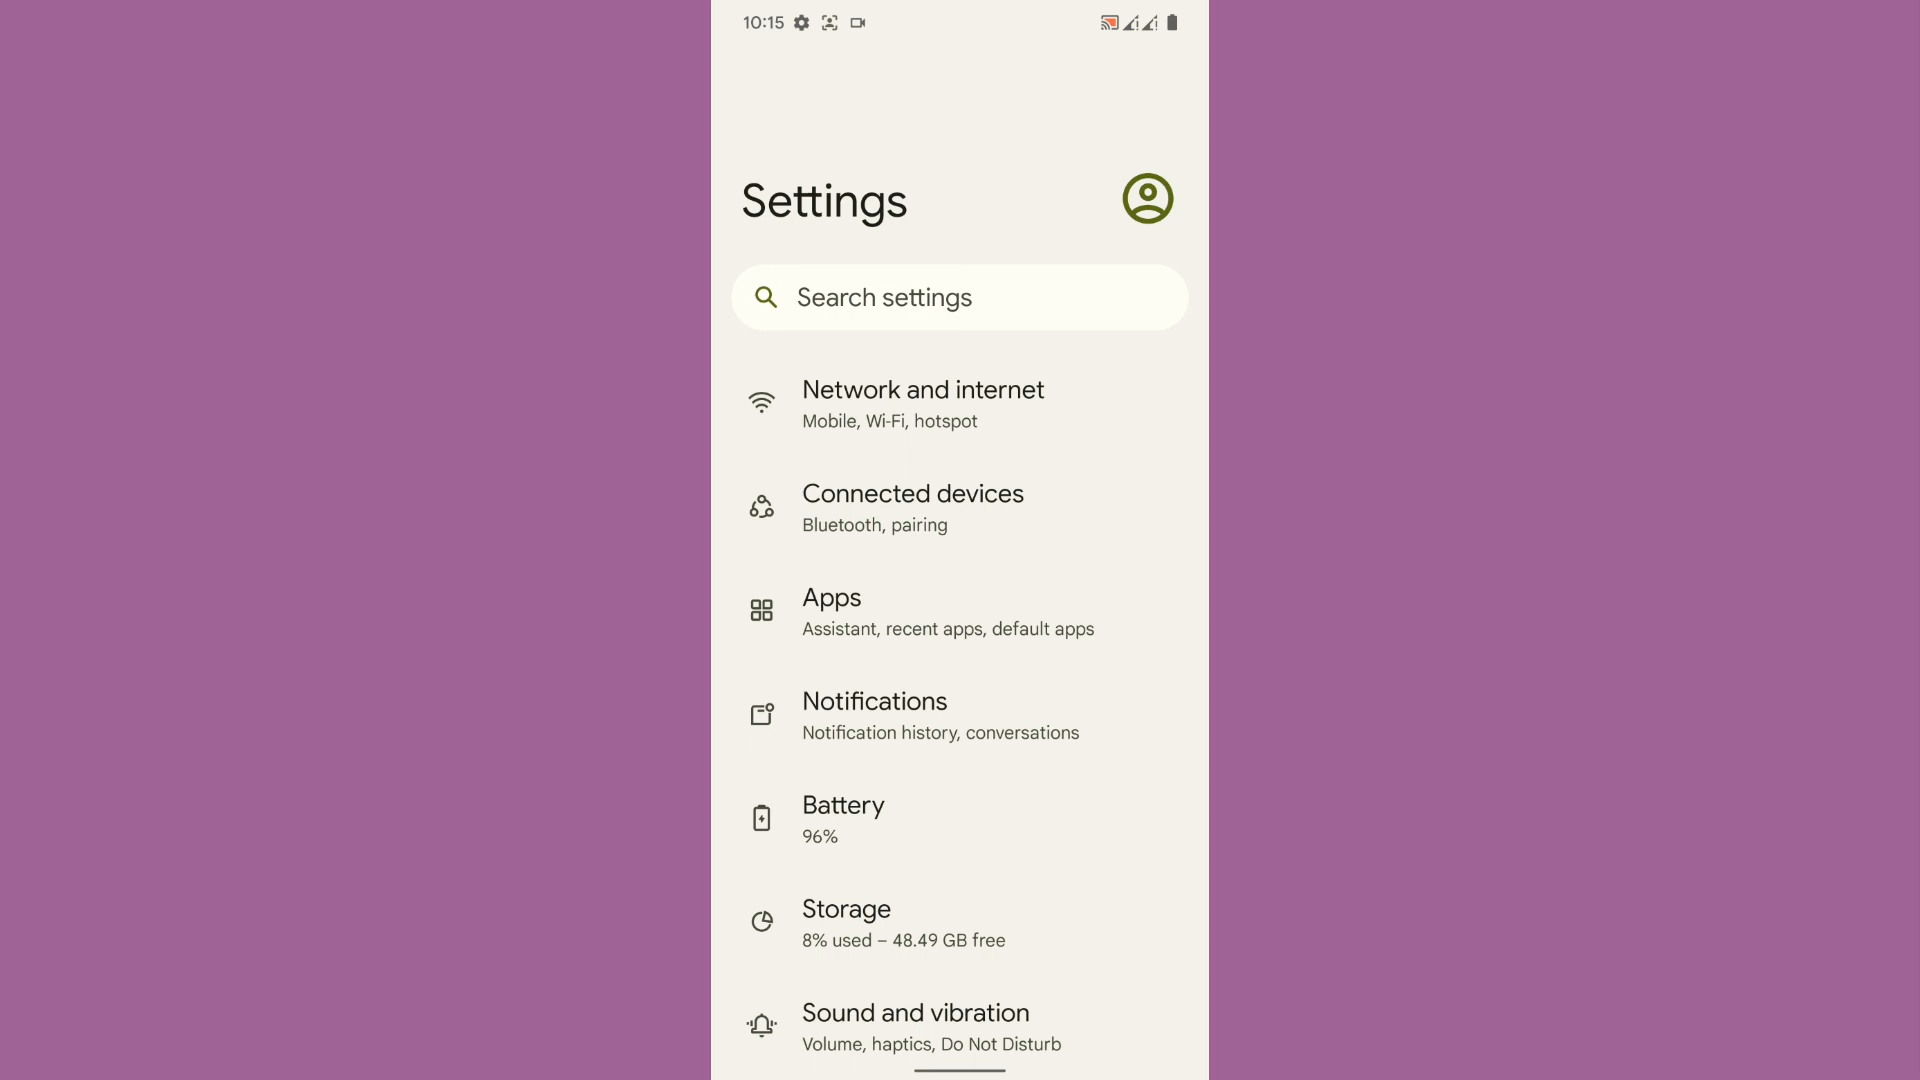 10:15
Settings
Search settings
Network and internet
Mobile, Wi-Fi, hotspot
Connected devices
Bluetooth, pairing
Apps
Assistant, recent apps, default apps
Notifications
Notification history, conversations
Battery
96%
Storage
8% used – 48.49 GB free
Sound and vibration
Volume, haptics, Do Not Disturb